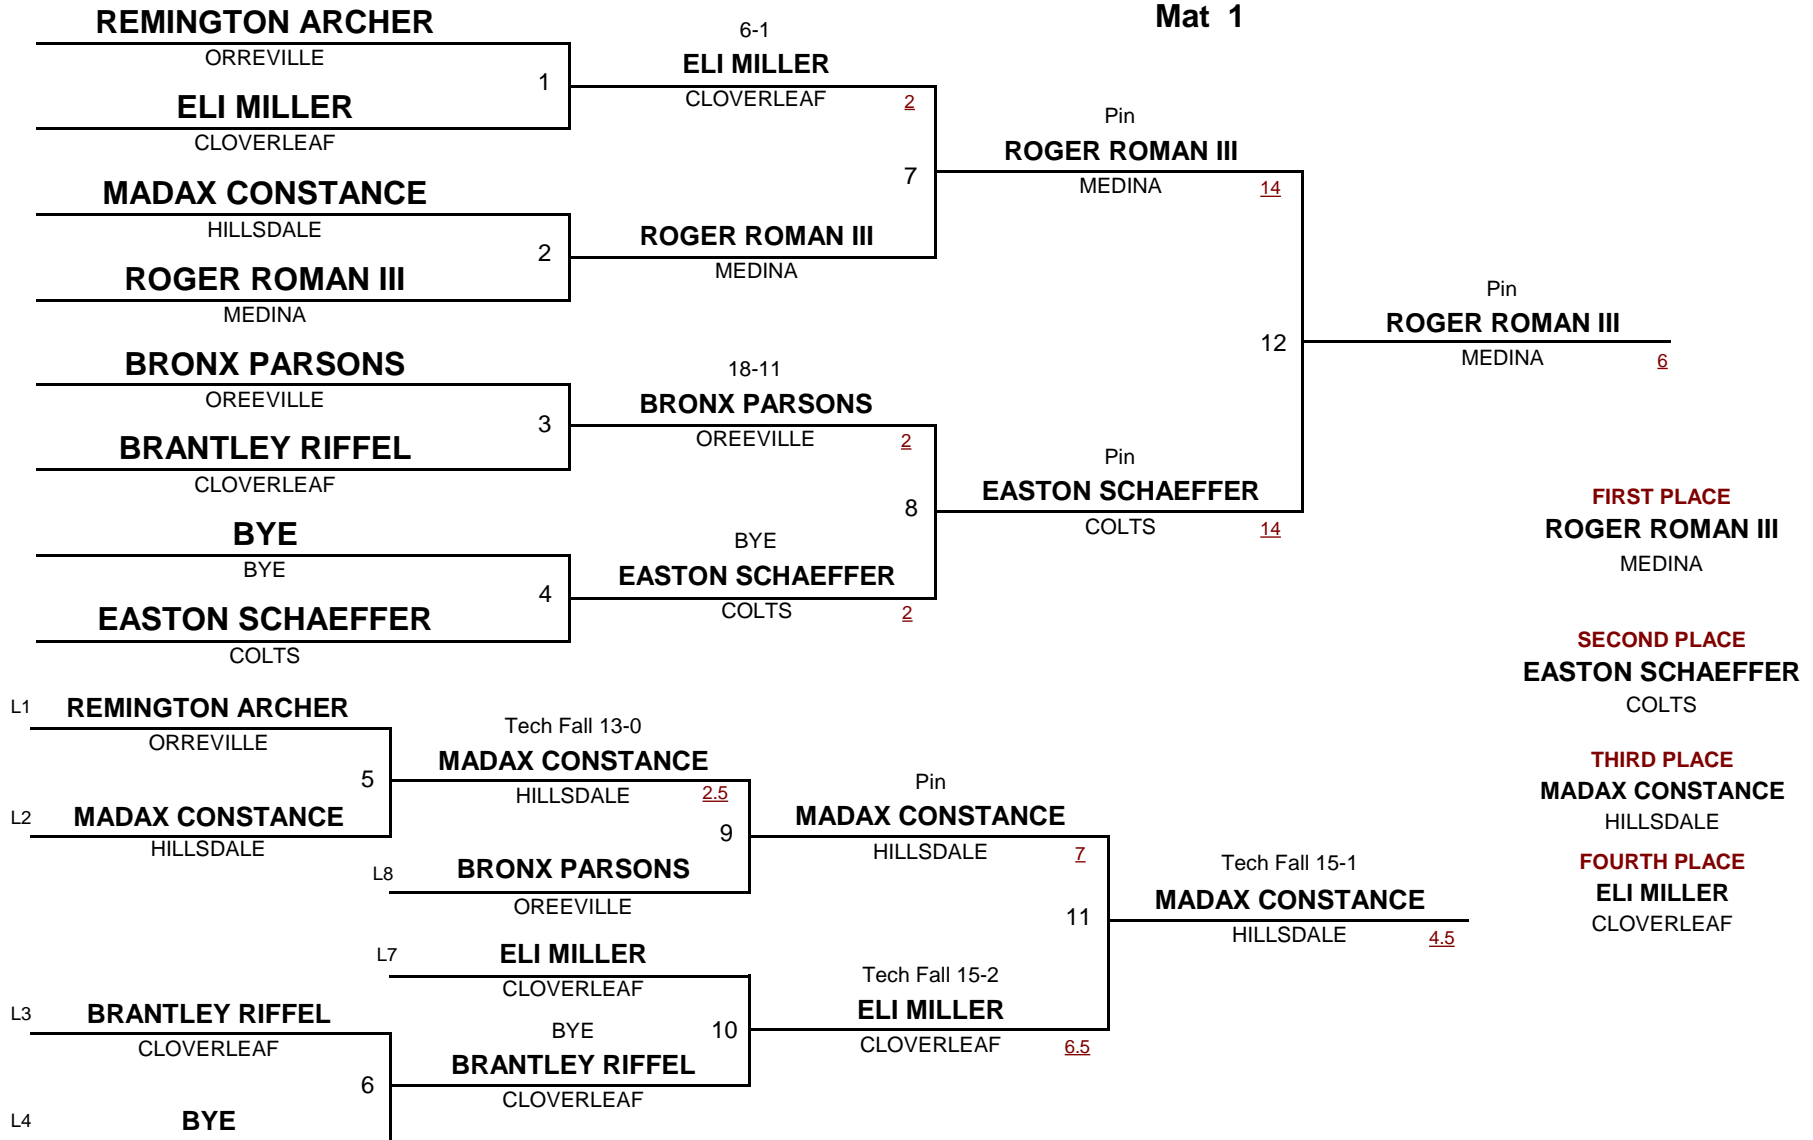 Mat 1
REMINGTON ARCHER
ORREVILLE
1
ELI MILLER
CLOVERLEAF
6-1
ELI MILLER
CLOVERLEAF
2
MADAX CONSTANCE
HILLSDALE
2
ROGER ROMAN III
MEDINA
ROGER ROMAN III
MEDINA
7
Pin
ROGER ROMAN III
MEDINA
14
BRONX PARSONS
OREEVILLE
3
BRANTLEY RIFFEL
CLOVERLEAF
18-11
BRONX PARSONS
OREEVILLE
2
BYE
BYE
4
EASTON SCHAEFFER
COLTS
BYE
EASTON SCHAEFFER
COLTS
2
8
Pin
EASTON SCHAEFFER
COLTS
14
12
Pin
ROGER ROMAN III
MEDINA
6
FIRST PLACE
ROGER ROMAN III
MEDINA
SECOND PLACE
EASTON SCHAEFFER
COLTS
THIRD PLACE
MADAX CONSTANCE
HILLSDALE
FOURTH PLACE
ELI MILLER
CLOVERLEAF
L1
REMINGTON ARCHER
ORREVILLE
5
L2
MADAX CONSTANCE
HILLSDALE
Tech Fall 13-0
MADAX CONSTANCE
HILLSDALE
2.5
9
L8
BRONX PARSONS
OREEVILLE
Pin
MADAX CONSTANCE
HILLSDALE
7
L7
ELI MILLER
CLOVERLEAF
L3
BRANTLEY RIFFEL
CLOVERLEAF
6
L4
BYE
BYE
BRANTLEY RIFFEL
CLOVERLEAF
10
Tech Fall 15-2
ELI MILLER
CLOVERLEAF
6.5
11
Tech Fall 15-1
MADAX CONSTANCE
HILLSDALE
4.5